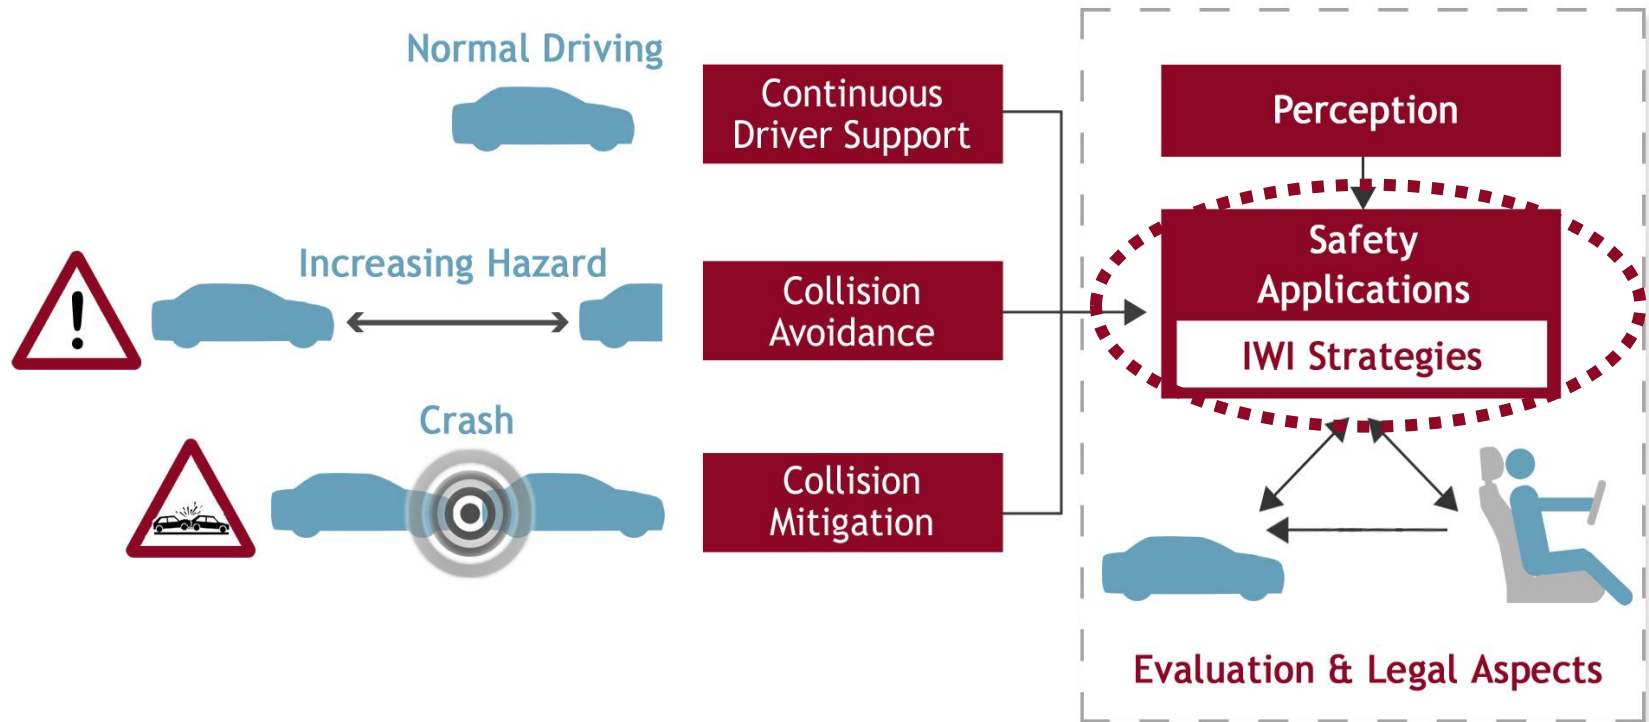 Normal Driving
Continuous
Driver Support
Increasing Hazard
Collision
Avoidance
Crash
Collision
Mitigation
Perception
Safety
Applications
IWI Strategies
Evaluation & Legal Aspects